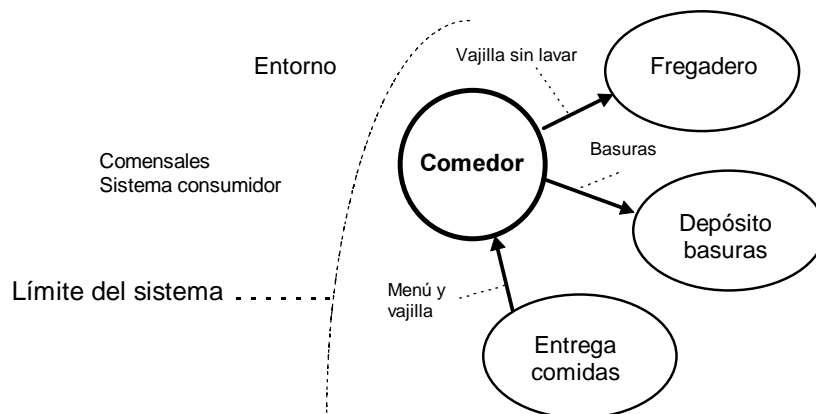 Entorno
Vajilla sin lavar
Fregadero
Comensales
Sistema consumidor
Comedor
Basuras
Depósito
basuras
Límite del sistema
Menú y
vajilla
Entrega
comidas